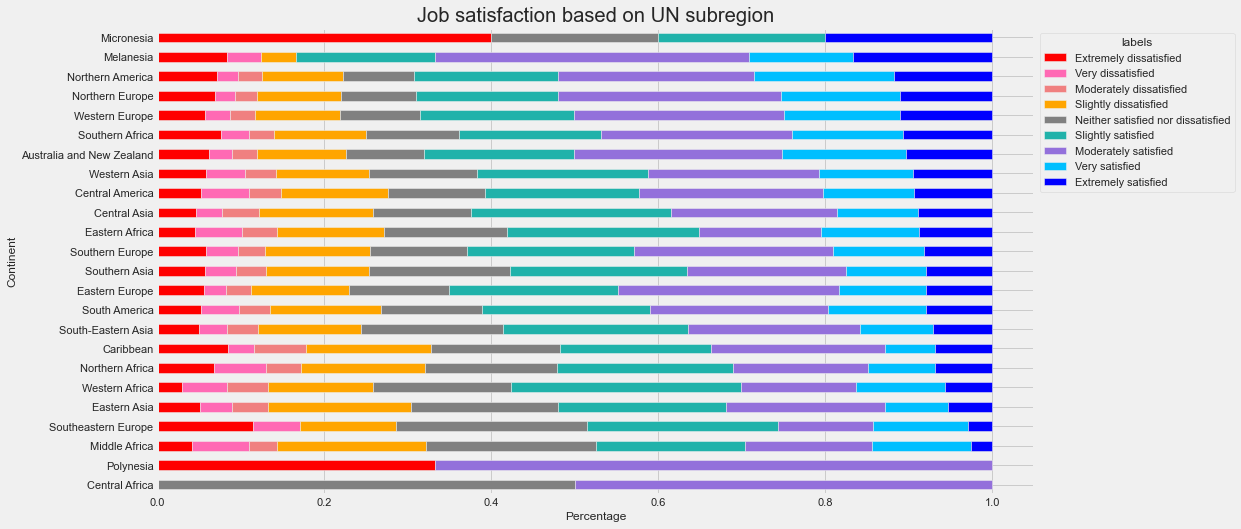 Job satisfaction based on UN subregion
Micronesia
Melanesia
Northern America
Northern Europe
Western Europe
Southern Africa
Australia and New Zealand
Western Asia
Central America
Central Asia
Eastern Africa
Southern Europe
Southern Asia
Eastern Europe
South America
South-Eastern Asia
Caribbean
Northern Africa
Western Africa
Eastern Asia
Southeastern Europe
Middle Africa
Polynesia
Central Africa
Continent
0.0 0.2 0.4 0.6 0.8 1.0
Percentage
labels
Extremely dissatisfied
Very dissatisfied
Moderately dissatisfied
Slightly dissatisfied
Neither satisfied nor dissatisfied
Slightly satisfied
Moderately satisfied
Very satisfied
Extremely satisfied